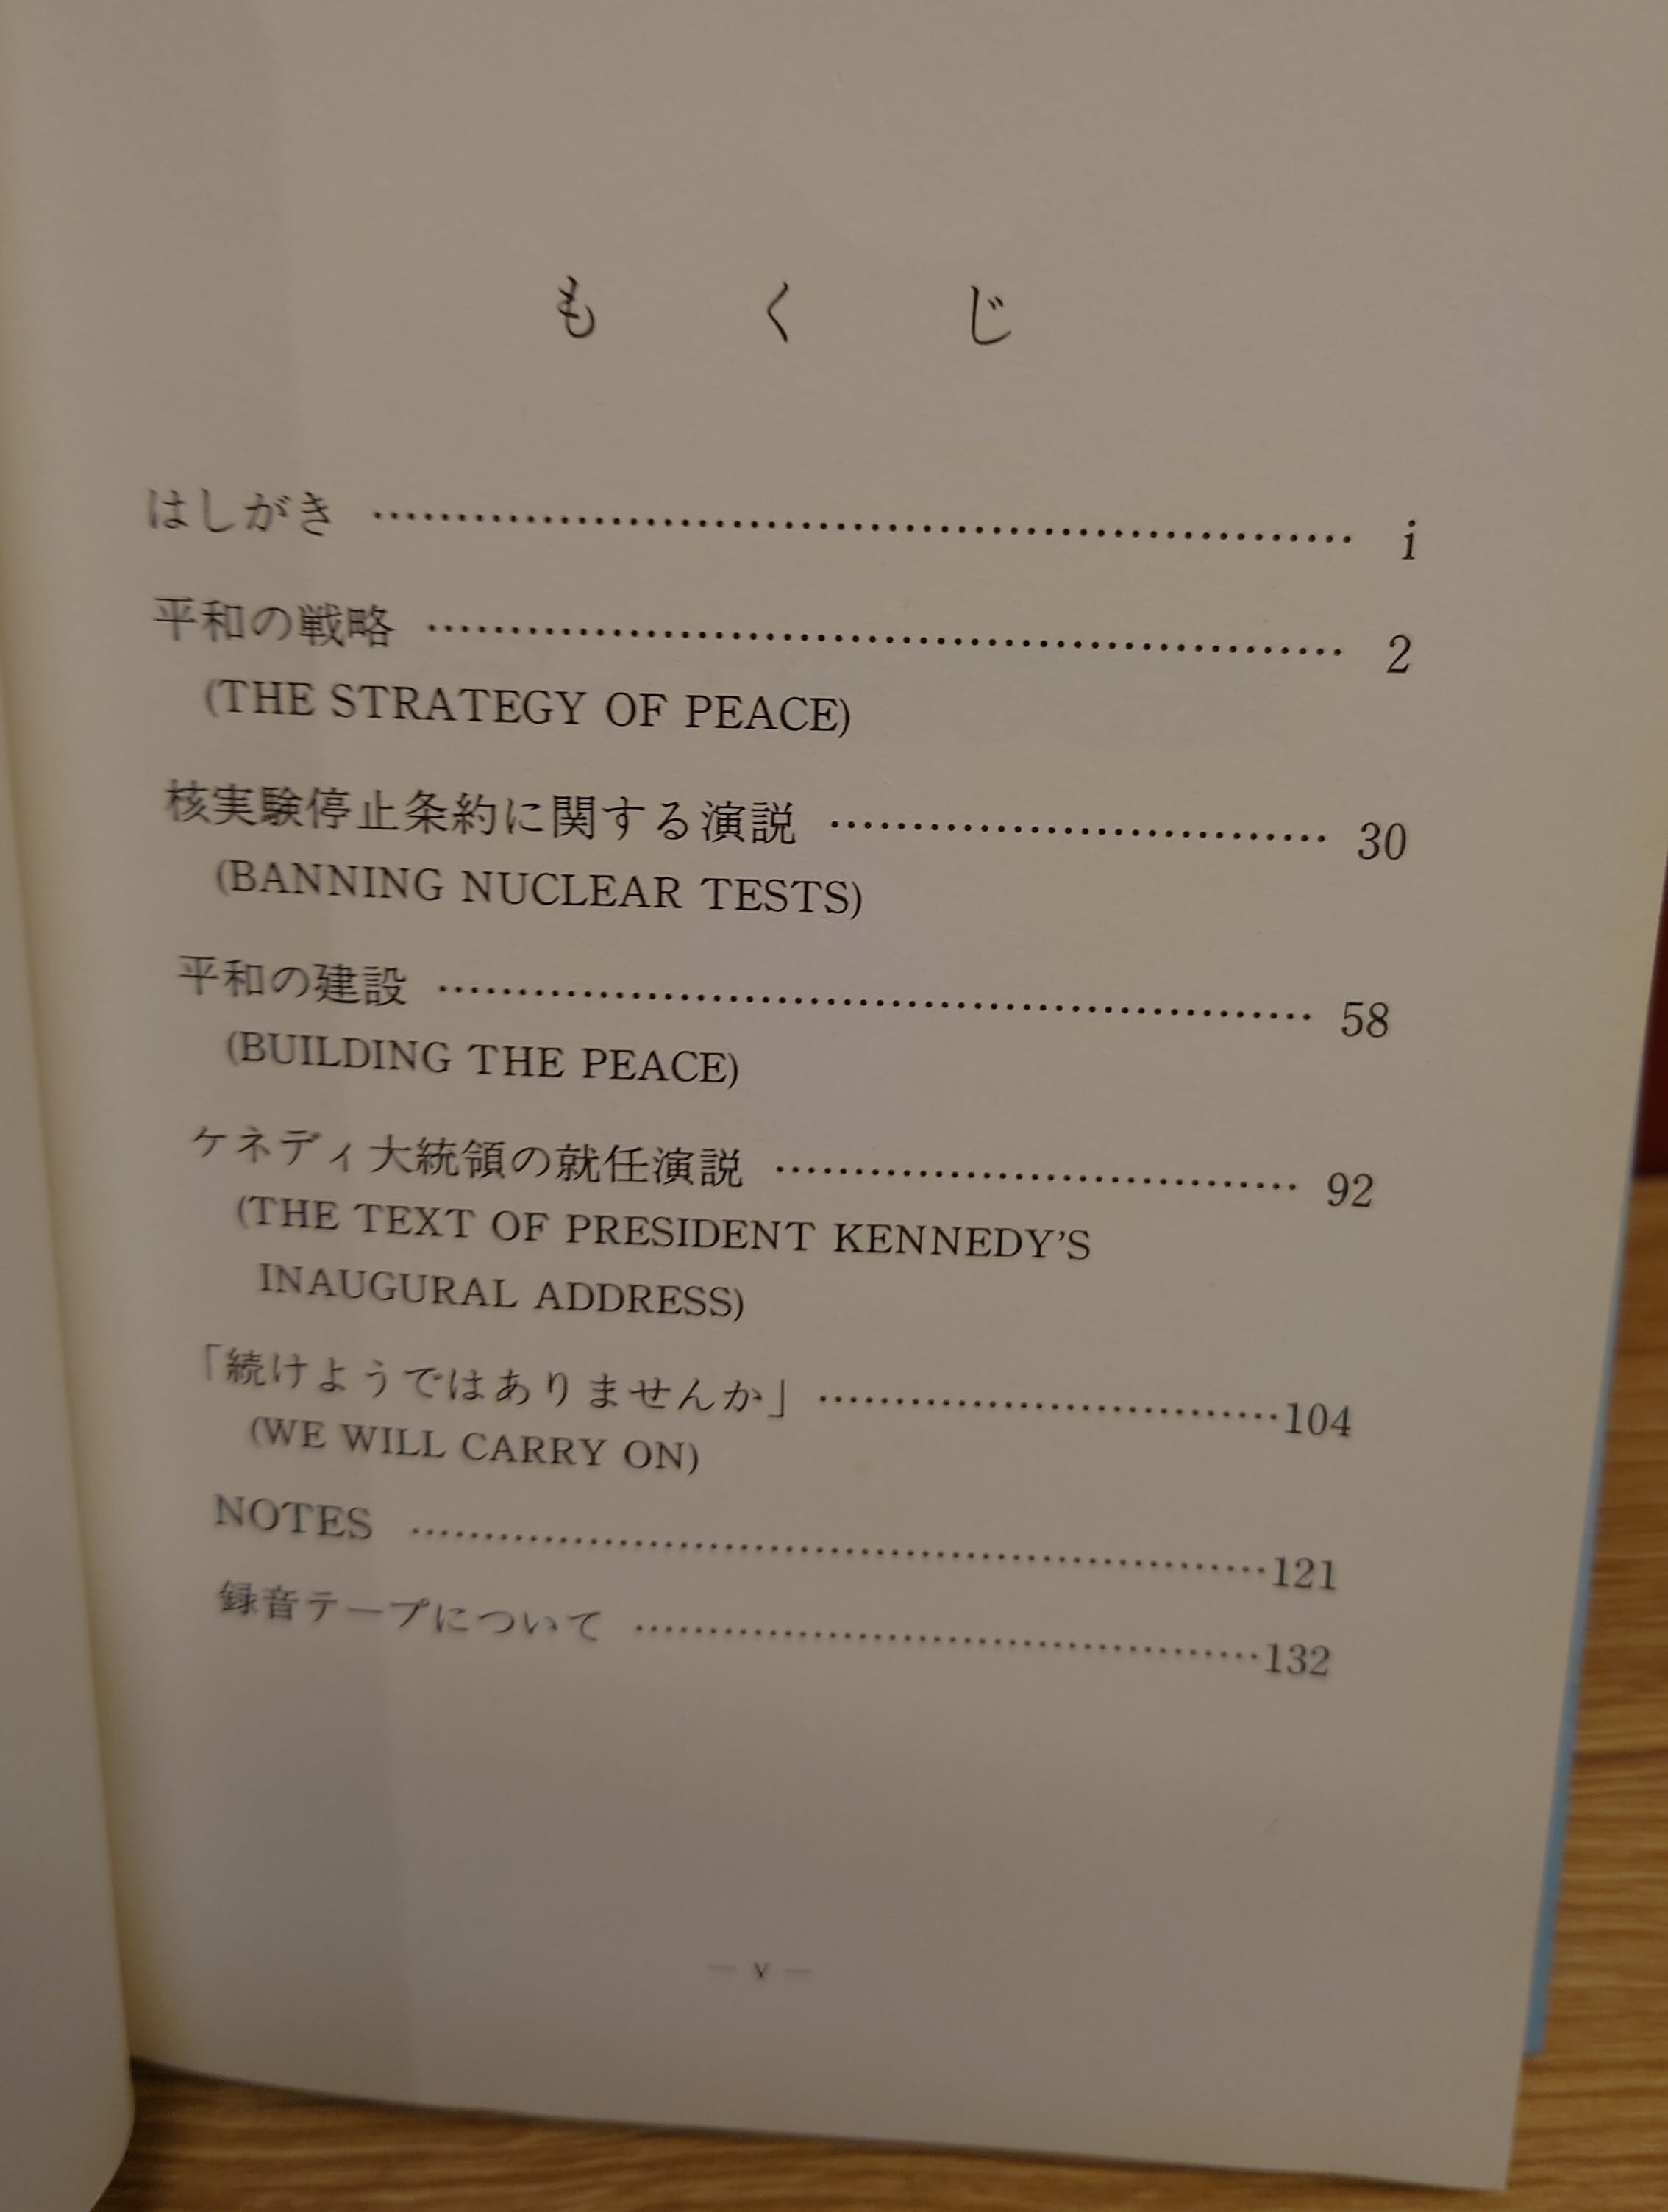 もくじ
はしがき …………………………………………………… i
平和の戦略 …………………………………………………… 2
(THE STRATEGY OF PEACE)
核実験停止条約に関する演説 …………………………… 30
(BANNING NUCLEAR TESTS)
平和の建設 …………………………………………………… 58
(BUILDING THE PEACE)
ケネディ大統領の就任演説 ……………………………… 92
(THE TEXT OF PRESIDENT KENNEDY'S
INAUGURAL ADDRESS)
「続けようではありませんか」 ……………………………104
(WE WILL CARRY ON)
NOTES ……………………………………………………121
録音テープについて ………………………………………132
— v —